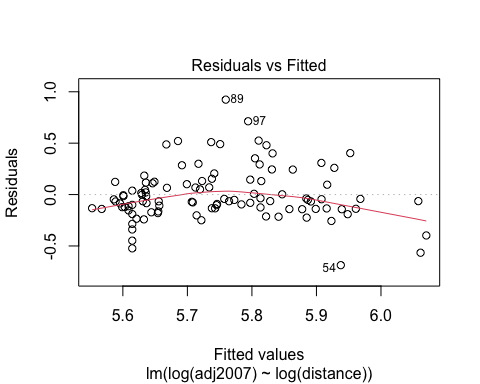 Residuals vs Fitted
Residuals
1.0
0.5
0.0
-0.5
89
97
54
5.6 5.7 5.8 5.9 6.0
Fitted values
lm(log(adj2007) ~ log(distance))